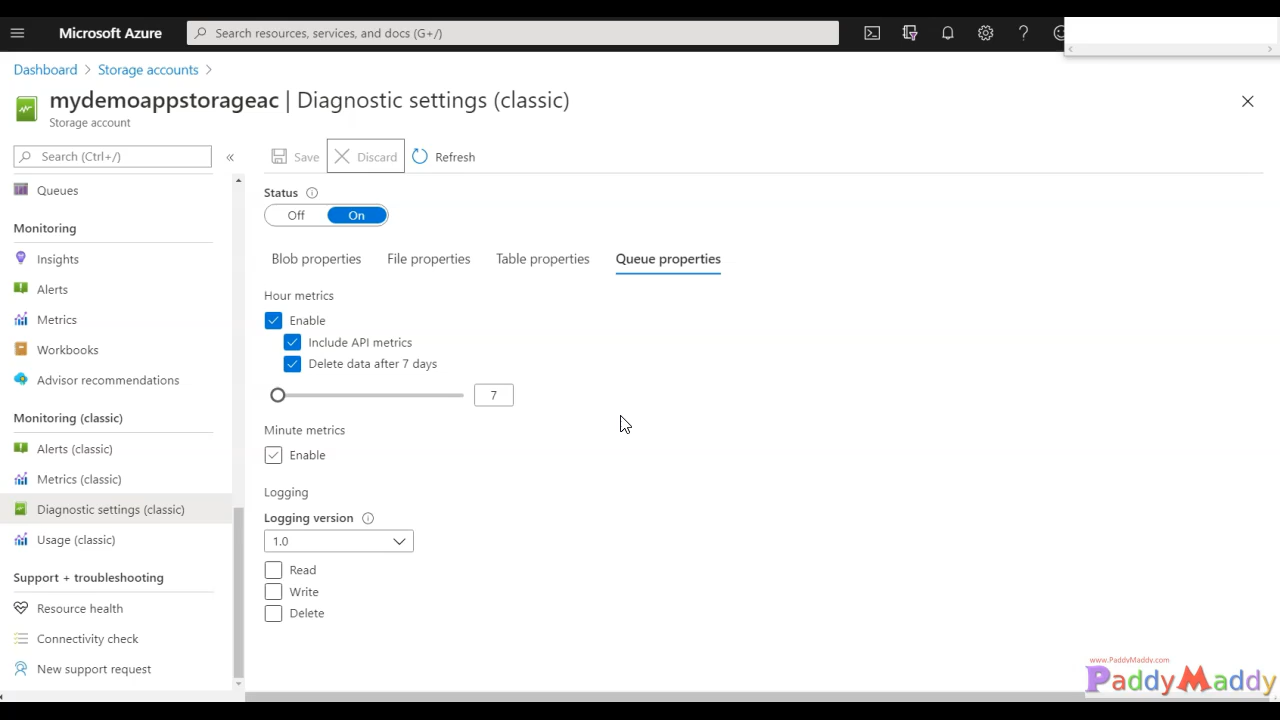 Microsoft Azure
Search resources, services, and docs (G+/)
Dashboard > Storage accounts >
mydemoappstorageac | Diagnostic settings (classic)
Storage account
Search (Ctrl+/)
«
Save
Discard
Refresh
Queues
Monitoring
Insights
Alerts
Metrics
Workbooks
Advisor recommendations
Monitoring (classic)
Alerts (classic)
Metrics (classic)
Diagnostic settings (classic)
Usage (classic)
Support + troubleshooting
Resource health
Connectivity check
New support request
Status
Off On
Blob properties File properties Table properties Queue properties
Hour metrics
Enable
Include API metrics
Delete data after 7 days
7
Minute metrics
Enable
Logging
Logging version
1.0
Read
Write
Delete
www.PaddyMaddy.com
PaddyMaddy